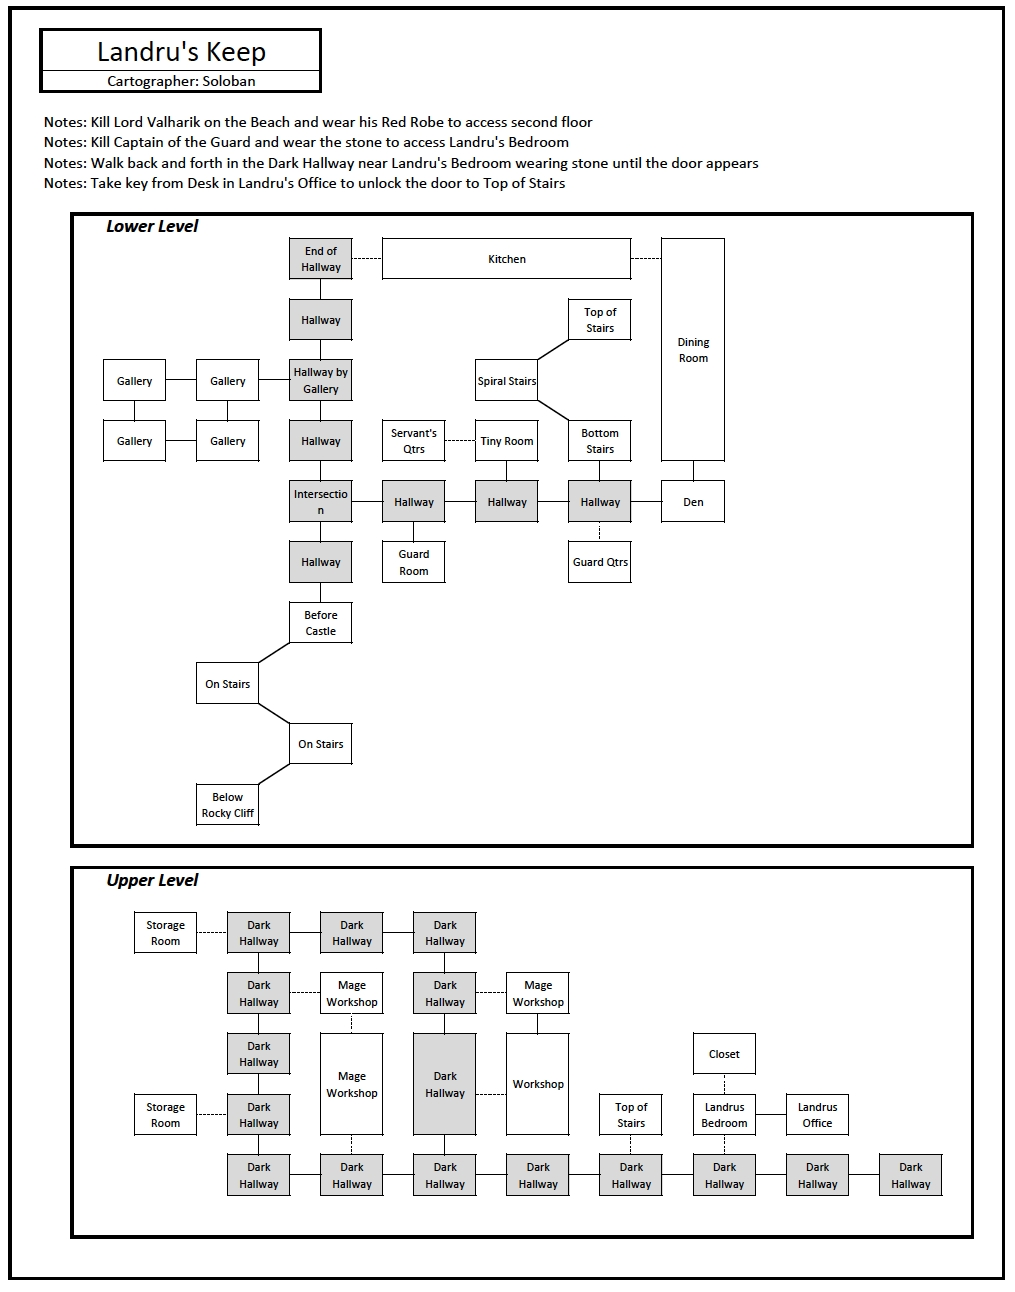 Landru's Keep
Cartographer: Soloban
Notes: Kill Lord Valharik on the Beach and wear his Red Robe to access second floor
Notes: Kill Captain of the Guard and wear the stone to access Landru's Bedroom
Notes: Walk back and forth in the Dark Hallway near Landru's Bedroom wearing stone until the door appears
Notes: Take key from Desk in Landru's Office to unlock the door to Top of Stairs
Lower Level
End of
Hallway
Kitchen
Dining
Room
Hallway
Top of
Stairs
Gallery
Gallery
Hallway by
Gallery
Spiral Stairs
Gallery
Gallery
Hallway
Servant's
Qtrs
Tiny Room
Bottom
Stairs
Intersectio
n
Hallway
Hallway
Hallway
Den
Hallway
Guard
Room
Guard Qtrs
Before
Castle
On Stairs
On Stairs
Below
Rocky Cliff
Upper Level
Storage
Room
Dark
Hallway
Dark
Hallway
Dark
Hallway
Dark
Hallway
Mage
Workshop
Dark
Hallway
Mage
Workshop
Dark
Hallway
Mage
Workshop
Dark
Hallway
Workshop
Closet
Storage
Room
Dark
Hallway
Top of
Stairs
Landrus
Bedroom
Landrus
Office
Dark
Hallway
Dark
Hallway
Dark
Hallway
Dark
Hallway
Dark
Hallway
Dark
Hallway
Dark
Hallway
Dark
Hallway